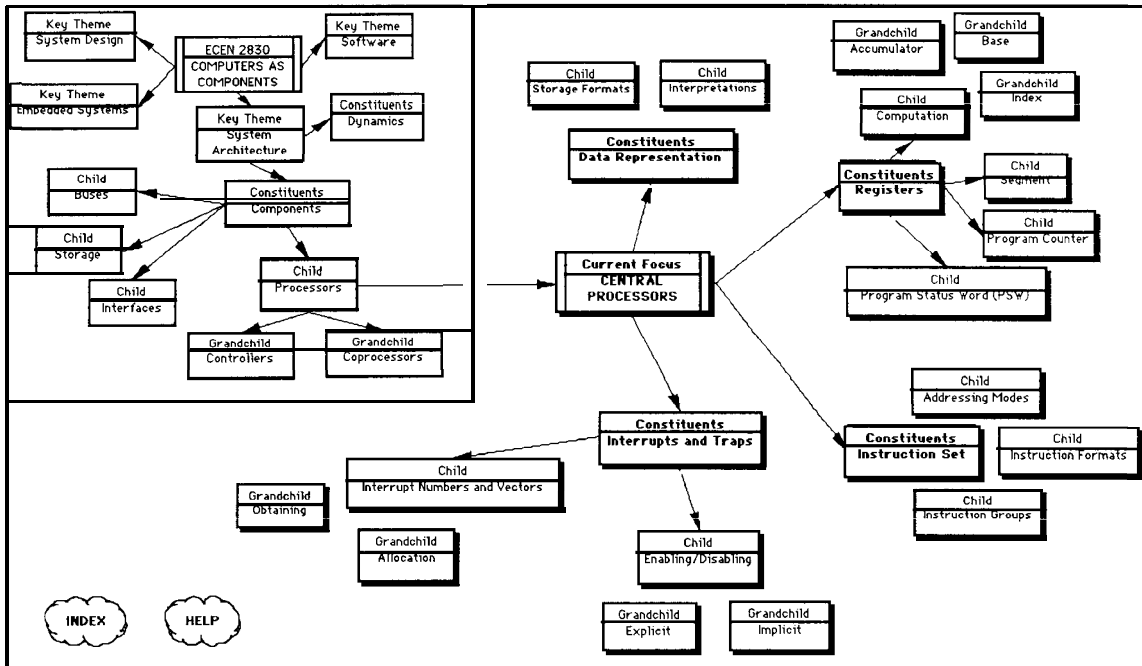 Key Theme
System Design
ECEN 2830
COMPUTERS AS
COMPONENTS
Key Theme
Software
Key Theme
Embedded Systems
Key Theme
System
Architecture
Constituents
Dynamics
Child
Buses
Constituents
Components
Child
Storage
Child
Interfaces
Child
Processors
Grandchild
Controllers
Grandchild
Coprocessors
Child
Storage Formats
Child
Interpretations
Constituents
Data Representation
Grandchild
Accumulator
Grandchild
Base
Grandchild
Index
Child
Computation
Constituents
Registers
Child
Segment
Child
Program Counter
Child
Program Status Word (PSW)
Current Focus
CENTRAL
PROCESSORS
Child
Addressing Modes
Constituents
Instruction Set
Child
Instruction Formats
Child
Instruction Groups
Constituents
Interrupts and Traps
Child
Interrupt Numbers and Vectors
Grandchild
Obtaining
Grandchild
Allocation
Child
Enabling/Disabling
Grandchild
Explicit
Grandchild
Implicit
INDEX
HELP